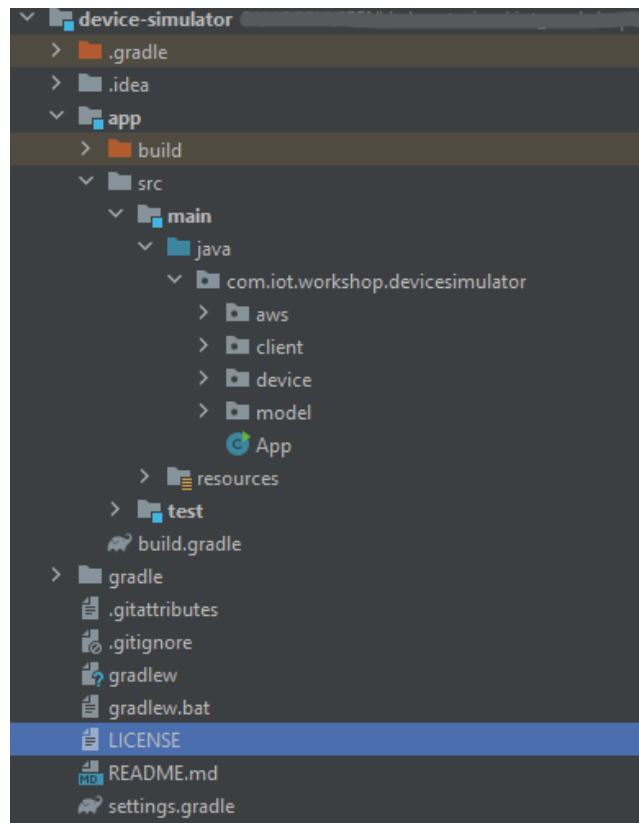 device-simulator
.gradle
.idea
app
build
src
main
java
com.iot.workshop.devicesimulator
aws
client
device
model
App
resources
test
build.gradle
gradle
.gitattributes
.gitignore
gradlew
gradlew.bat
LICENSE
README.md
settings.gradle